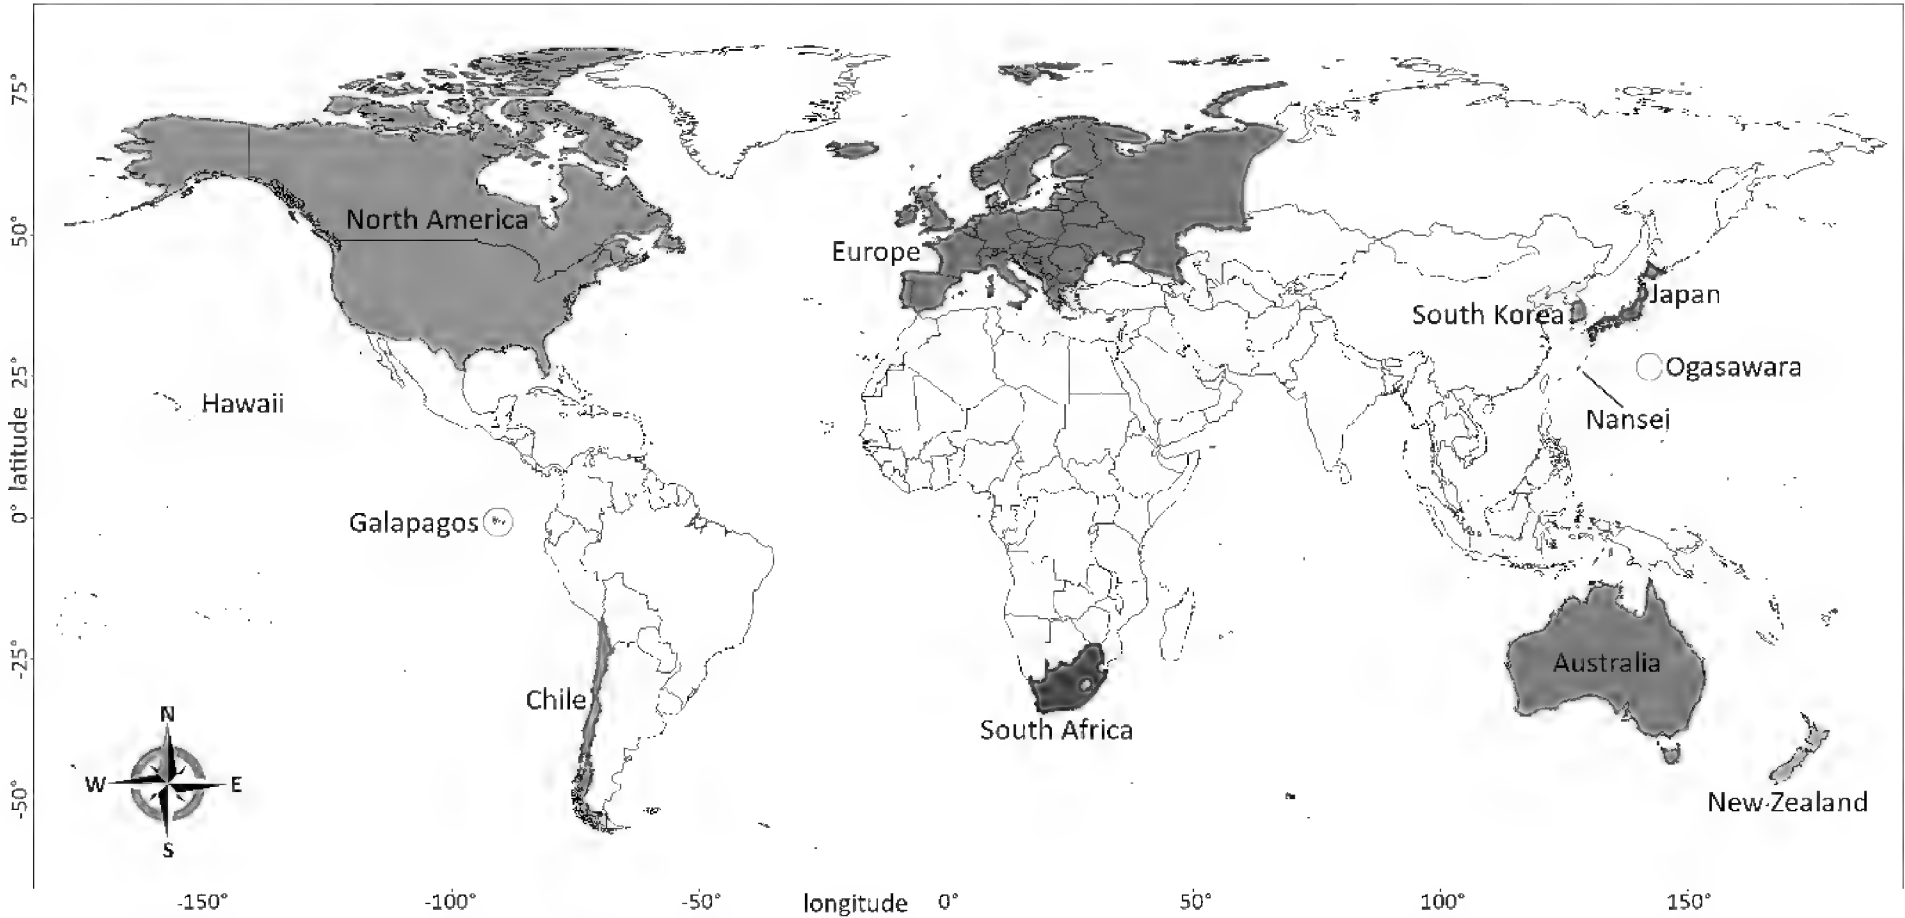 75°
50°
25°
0°
-25°
-50°
latitude
North America
Europe
South Korea
Japan
Ogasawara
Nansei
Hawaii
Galapagos
Chile
South Africa
Australia
New Zealand
N
W
E
S
-150°
-100°
-50°
longitude
0°
50°
100°
150°